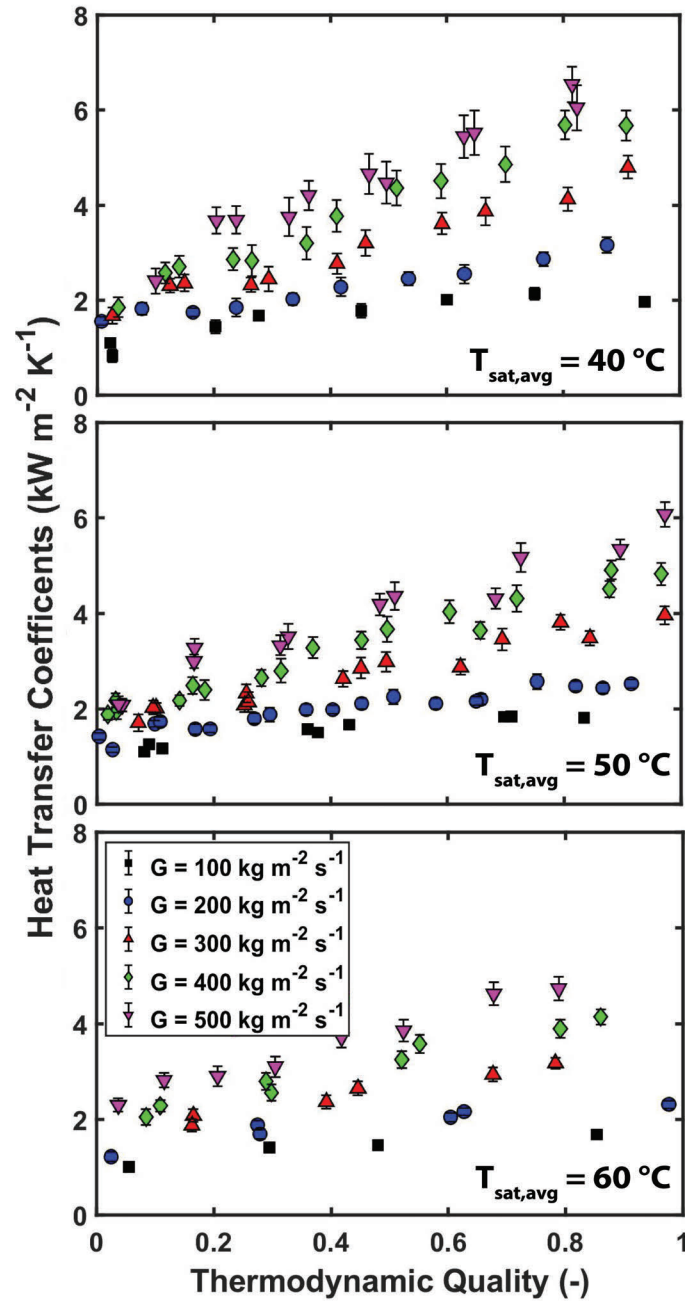 Heat Transfer Coefficents (kW m⁻² K⁻¹)
8
6
4
2
0
T_sat,avg = 40 °C
8
6
4
2
0
T_sat,avg = 50 °C
8
6
4
2
0
G = 100 kg m⁻² s⁻¹
G = 200 kg m⁻² s⁻¹
G = 300 kg m⁻² s⁻¹
G = 400 kg m⁻² s⁻¹
G = 500 kg m⁻² s⁻¹
T_sat,avg = 60 °C
0 0.2 0.4 0.6 0.8 1
Thermodynamic Quality (-)